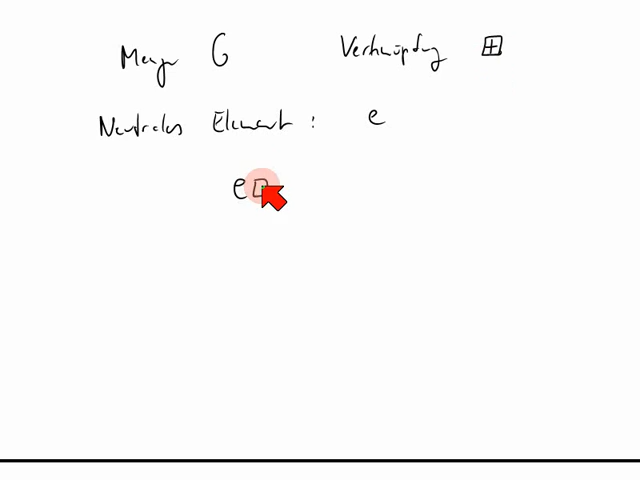 Menge G Verknüpfung ⊞
Neutrales Element : e
e □